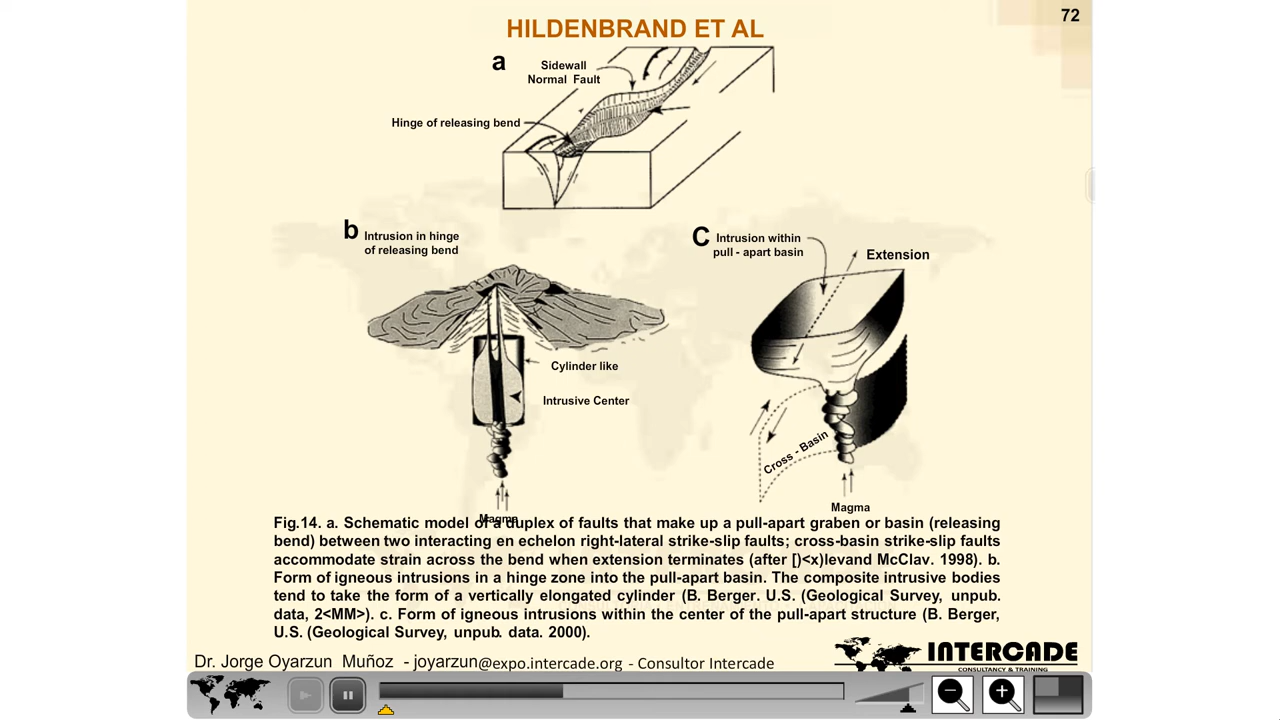 72
HILDENBRAND ET AL
a
Sidewall
Normal Fault
Hinge of releasing bend
b
Intrusion in hinge
of releasing bend
C
Intrusion within
pull - apart basin
Extension
Cylinder like
Intrusive Center
Cross - Basin
Magma
Magma
Fig.14. a. Schematic model of a duplex of faults that make up a pull-apart graben or basin (releasing
bend) between two interacting en echelon right-lateral strike-slip faults; cross-basin strike-slip faults
accommodate strain across the bend when extension terminates (after [)<x)levand McClav. 1998). b.
Form of igneous intrusions in a hinge zone into the pull-apart basin. The composite intrusive bodies
tend to take the form of a vertically elongated cylinder (B. Berger. U.S. (Geological Survey, unpub.
data, 2<MM>). c. Form of igneous intrusions within the center of the pull-apart structure (B. Berger,
U.S. (Geological Survey, unpub. data. 2000).
Dr. Jorge Oyarzun Muñoz - joyarzun@expo.intercade.org - Consultor Intercade
INTERCADE
CONSULTANCY & TRAINING